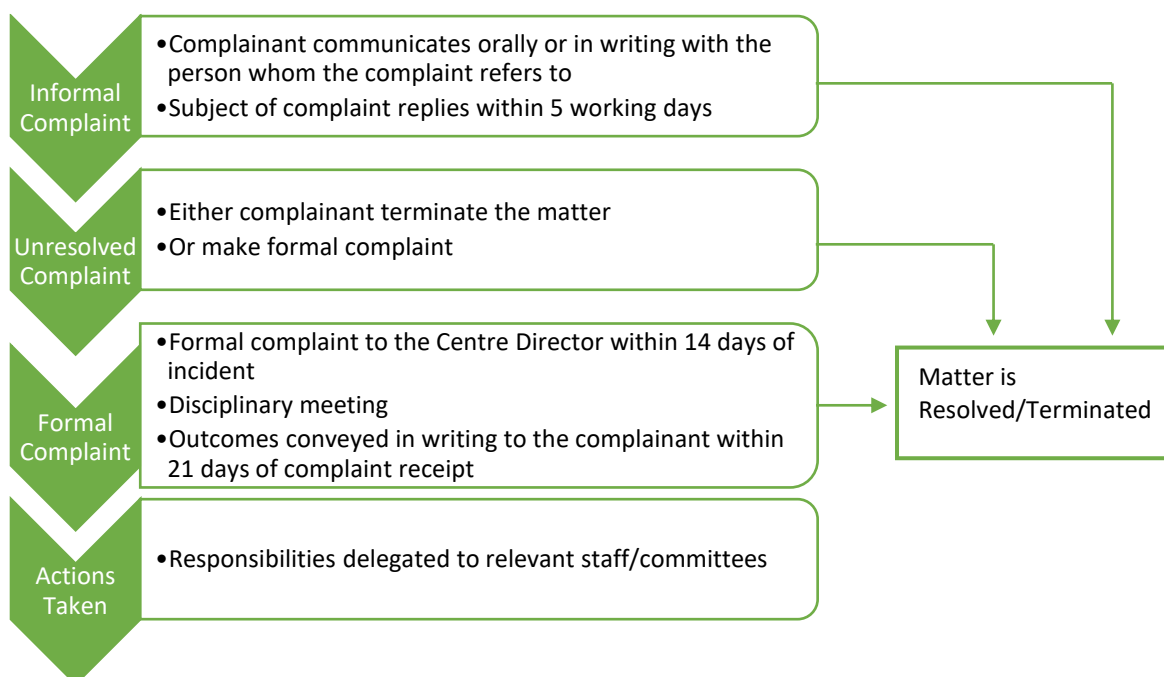 Informal
Complaint
•Complainant communicates orally or in writing with the
person whom the complaint refers to
•Subject of complaint replies within 5 working days
Unresolved
Complaint
•Either complainant terminate the matter
•Or make formal complaint
Formal
Complaint
•Formal complaint to the Centre Director within 14 days of
incident
•Disciplinary meeting
•Outcomes conveyed in writing to the complainant within
21 days of complaint receipt
Actions
Taken
•Responsibilities delegated to relevant staff/committees
Matter is
Resolved/Terminated